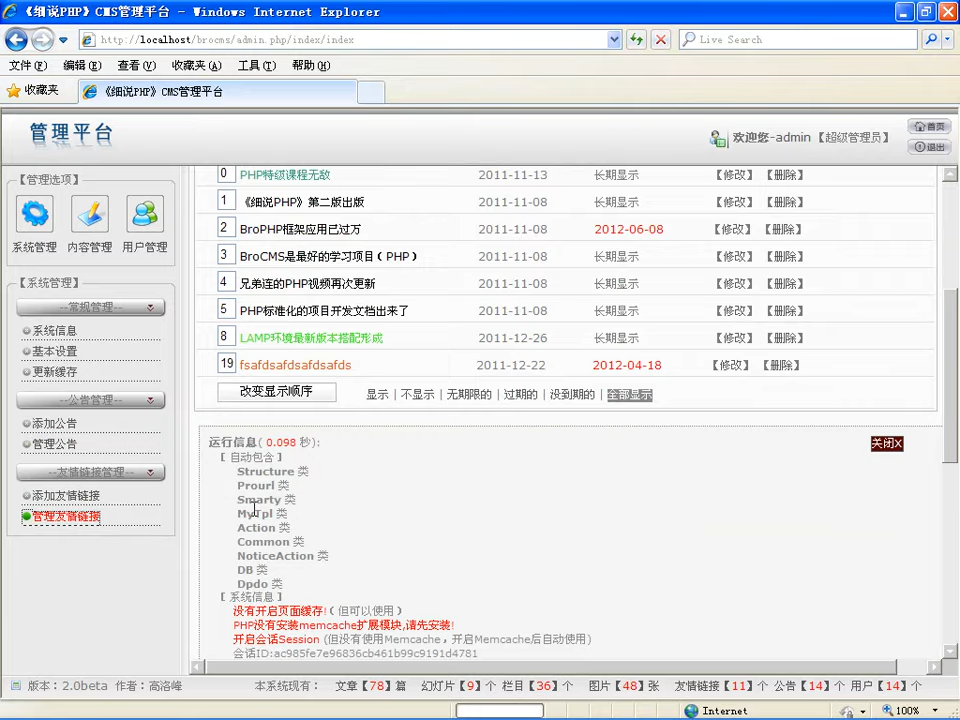 《细说PHP》CMS管理平台 - Windows Internet Explorer
http://localhost/brocms/admin.php/index/index
Live Search
文件(F) 编辑(E) 查看(V) 收藏夹(A) 工具(T) 帮助(H)
收藏夹 《细说PHP》CMS管理平台
管理平台
欢迎您-admin 【超级管理员】
首页
退出
【管理选项】
系统管理 内容管理 用户管理
【系统管理】
--常规管理--
系统信息
基本设置
更新缓存
--公告管理--
添加公告
管理公告
--友情链接管理--
添加友情链接
管理友情链接
0 PHP特级课程无敌 2011-11-13 长期显示 【修改】 【删除】
1 《细说PHP》第二版出版 2011-11-08 长期显示 【修改】 【删除】
2 BroPHP框架应用已过万 2011-11-08 2012-06-08 【修改】 【删除】
3 BroCMS是最好的学习项目(PHP) 2011-11-08 长期显示 【修改】 【删除】
4 兄弟连的PHP视频再次更新 2011-11-08 长期显示 【修改】 【删除】
5 PHP标准化的项目开发文档出来了 2011-11-08 长期显示 【修改】 【删除】
8 LAMP环境最新版本搭配形成 2011-12-26 长期显示 【修改】 【删除】
19 fsafdsafdsafdsafds 2011-12-22 2012-04-18 【修改】 【删除】
改变显示顺序 显示 | 不显示 | 无期限的 | 过期的 | 没到期的 | 全部显示
运行信息( 0.098 秒):
关闭X
[ 自动包含 ]
Structure 类
Prourl 类
Smarty 类
MyTpl 类
Action 类
Common 类
NoticeAction 类
DB 类
Dpdo 类
[ 系统信息 ]
没有开启页面缓存!(但可以使用)
PHP没有安装memcache扩展模块,请先安装!
开启会话Session (但没有使用Memcache，开启Memcache后自动使用)
会话ID:ac985fe7e96836cb461b99c9191d4781
版本：2.0beta 作者：高洛峰 本系统现有： 文章【78】篇 幻灯片【9】个 栏目【36】个 图片【48】张 友情链接【11】个 公告【14】个 用户【14】个
Internet 100%